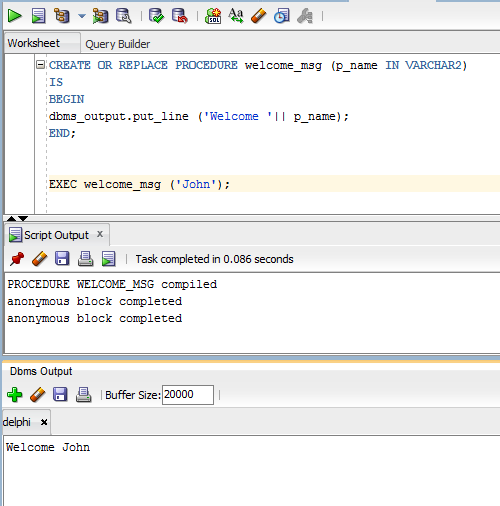 SQL
Aa
Worksheet Query Builder
CREATE OR REPLACE PROCEDURE welcome_msg (p_name IN VARCHAR2)
IS
BEGIN
dbms_output.put_line ('Welcome '|| p_name);
END;
EXEC welcome_msg ('John');
Script Output x
Task completed in 0.086 seconds
PROCEDURE WELCOME_MSG compiled
anonymous block completed
anonymous block completed
Dbms Output
Buffer Size: 20000
delphi x
Welcome John